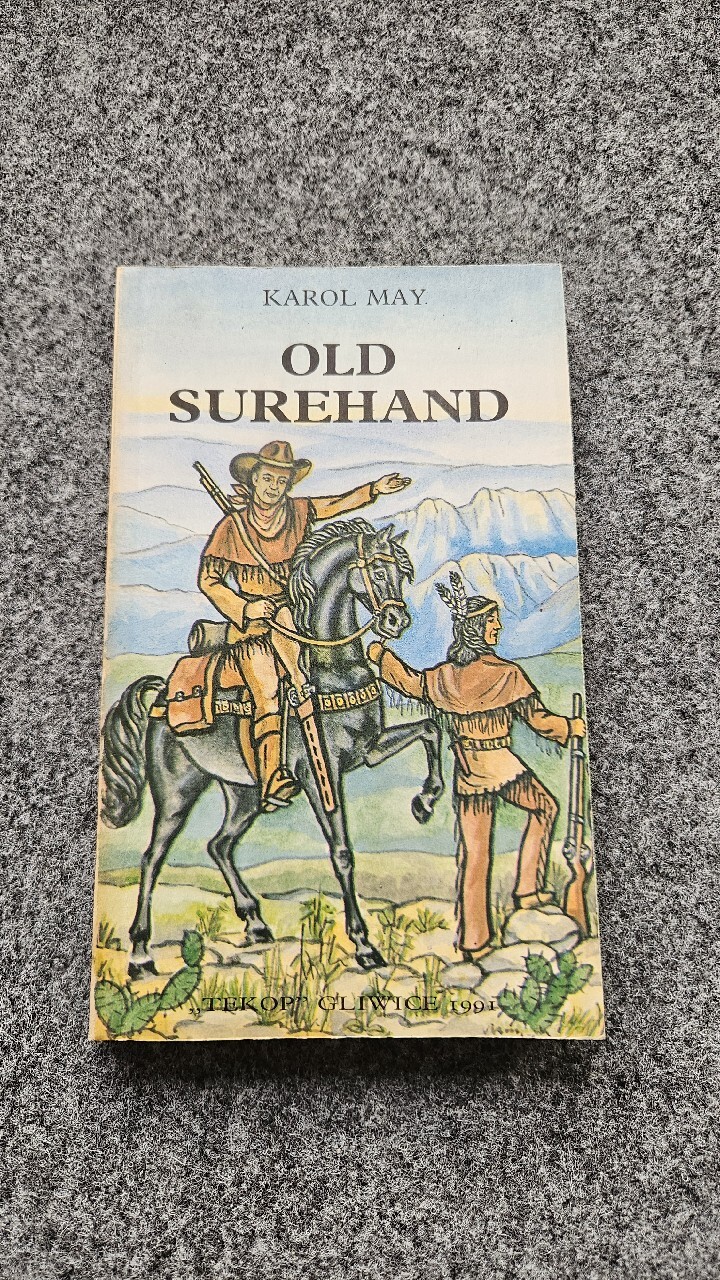 KAROL MAY.
OLD
SUREHAND
„TEKOP" GLIWICE 1991